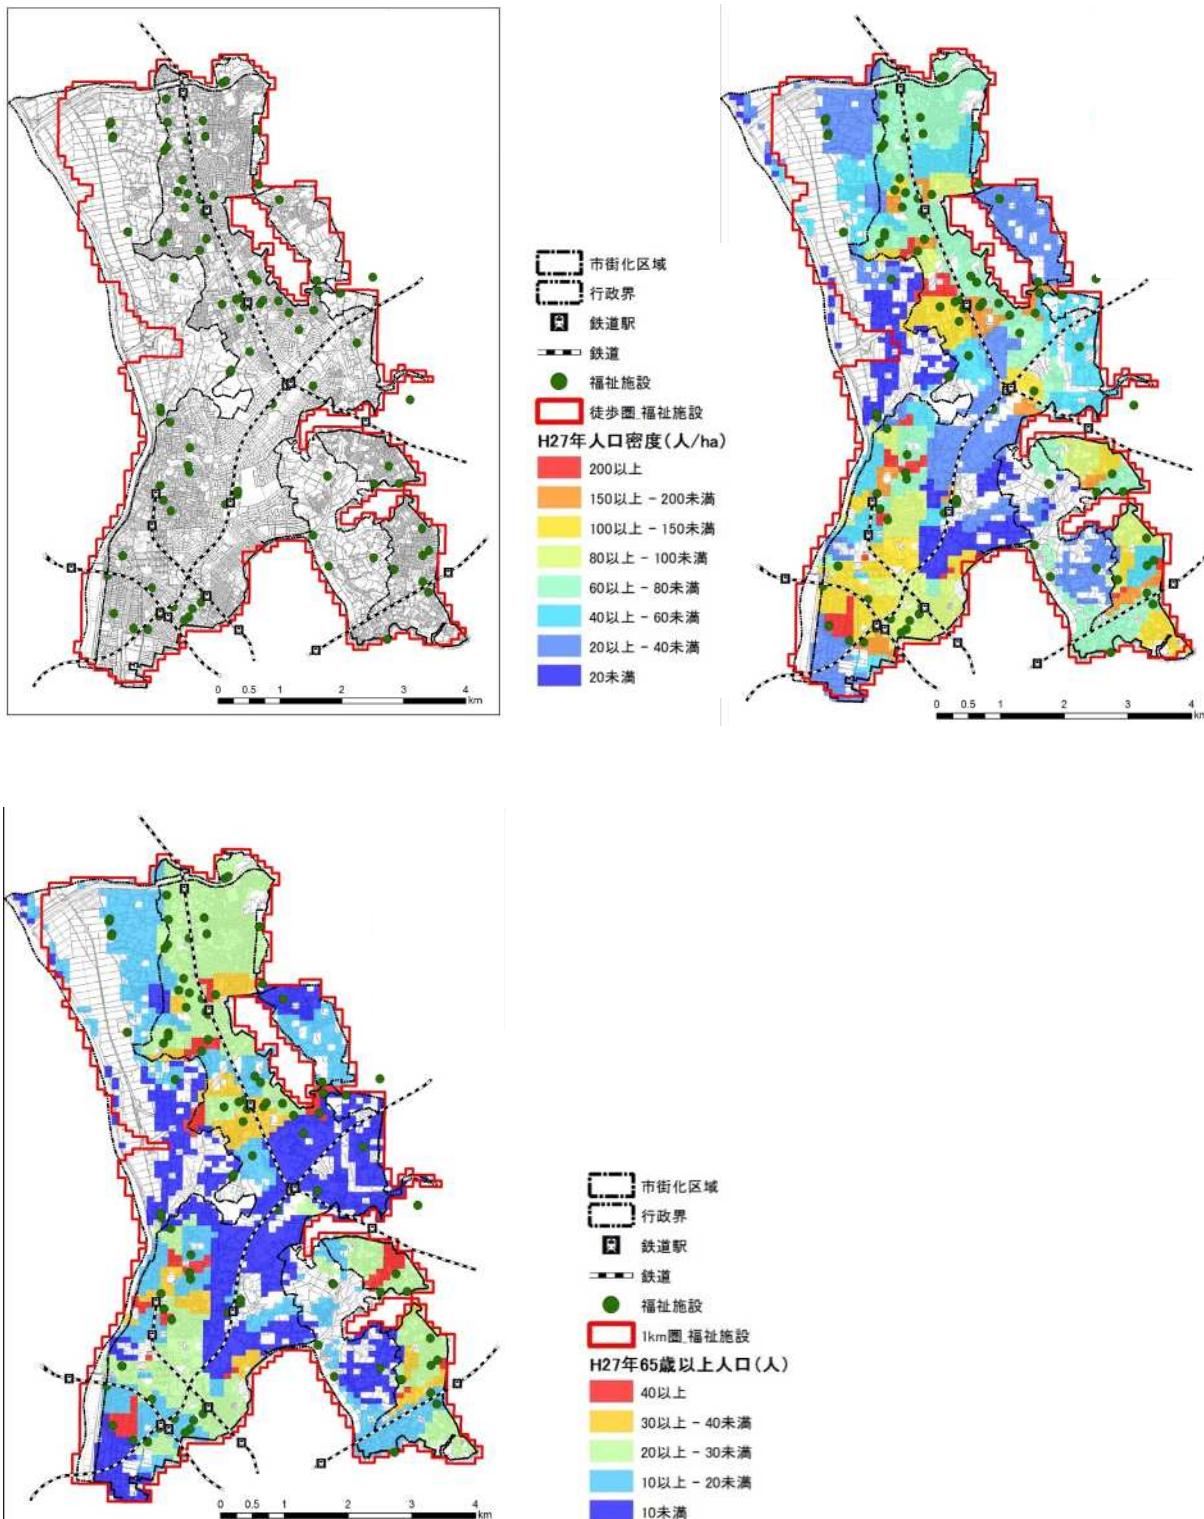 市街化区域
行政界
鉄道駅
鉄道
福祉施設
徒歩圏_福祉施設
H27年人口密度(人/ha)
200以上
150以上 - 200未満
100以上 - 150未満
80以上 - 100未満
60以上 - 80未満
40以上 - 60未満
20以上 - 40未満
20未満
0 0.5 1 2 3 4
km
0 0.5 1 2 3 4
km
市街化区域
行政界
鉄道駅
鉄道
福祉施設
1km圏_福祉施設
H27年65歳以上人口(人)
40以上
30以上 - 40未満
20以上 - 30未満
10以上 - 20未満
10未満
0 0.5 1 2 3 4
km